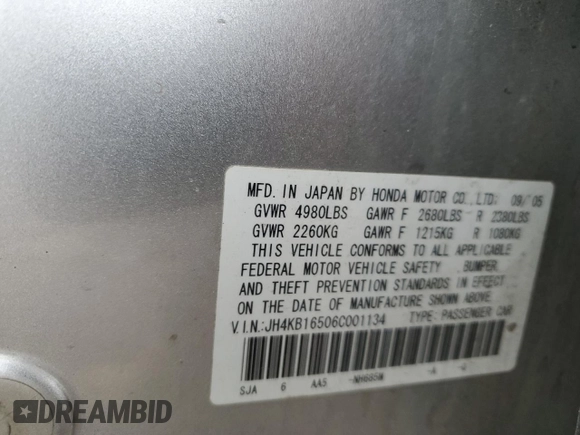 MFD. IN JAPAN BY HONDA MOTOR CO., LTD. 09/05
GVWR 4980LBS GAWR F 2680LBS R 2380LBS
GVWR 2260KG GAWR F 1215KG R 1080KG
THIS VEHICLE CONFORMS TO ALL APPLICABLE
FEDERAL MOTOR VEHICLE SAFETY, BUMPER,
AND THEFT PREVENTION STANDARDS IN EFFECT
ON THE DATE OF MANUFACTURE SHOWN ABOVE.
V.I.N.:JH4KB16506C001134 TYPE: PASSENGER CAR
SJA 6 AA5 -NH685M -A
DREAMBID